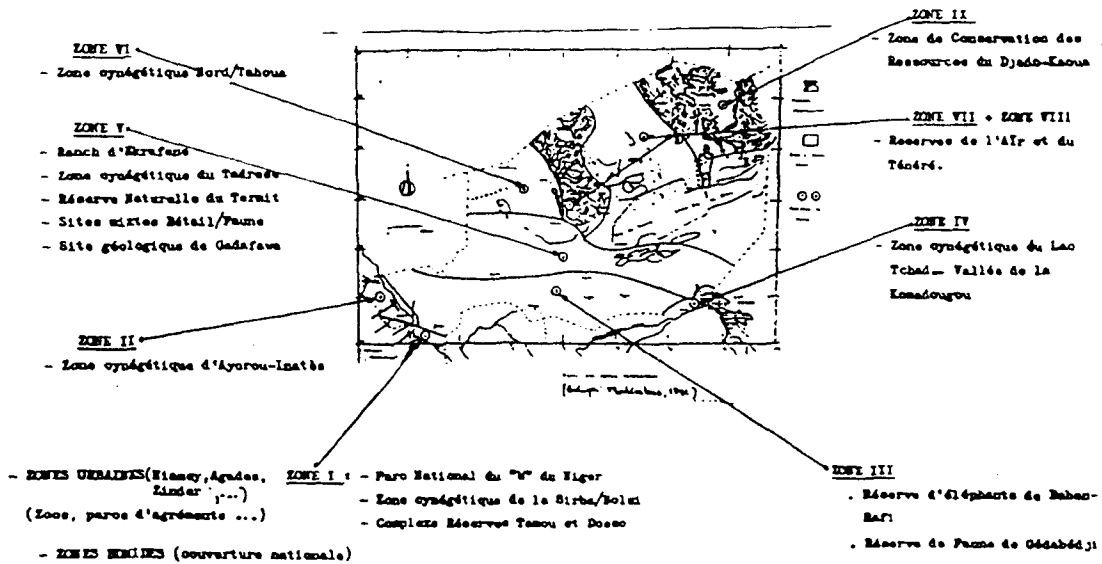 ZONE VI
- Zone cynégétique Nord/Tahoua
ZONE V
- Ranch d'Ekrafane
- Zone cynégétique du Tadress
- Réserve Naturelle du Termit
- Sites mixtes Bétail/Faune
- Site géologique de Gadafawa
ZONE II
- Zone cynégétique d'Ayorou-Inatès
ZONE IX
- Zone de Conservation des
Ressources du Djado-Kaoua
ZONE VII + ZONE VIII
- Reserves de l'Aïr et du
Ténéré.
ZONE IV
- Zone cynégétique du Lac
Tchad - Vallée de la
Komadougou
- ZONES URBAINES (Niamey, Agades,
Zinder ,...)
(Zoos, parcs d'agréments ...)
- ZONES HUMIDES (couverture nationale)
ZONE I : - Parc National du "W" du Niger
- Zone cynégétique de la Sirba/Bolsi
- Complexe Réserves Tamou et Dosso
ZONE III
. Réserve d'éléphants de Baban-
Rafi
. Réserve de Faune de Gédabédji